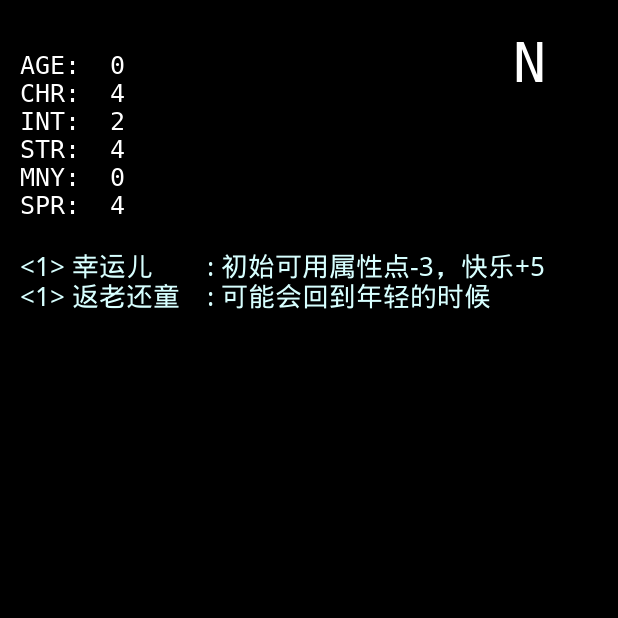 N
AGE: 0
CHR: 4
INT: 2
STR: 4
MNY: 0
SPR: 4
<1> 幸运儿 : 初始可用属性点-3，快乐+5
<1> 返老还童 : 可能会回到年轻的时候